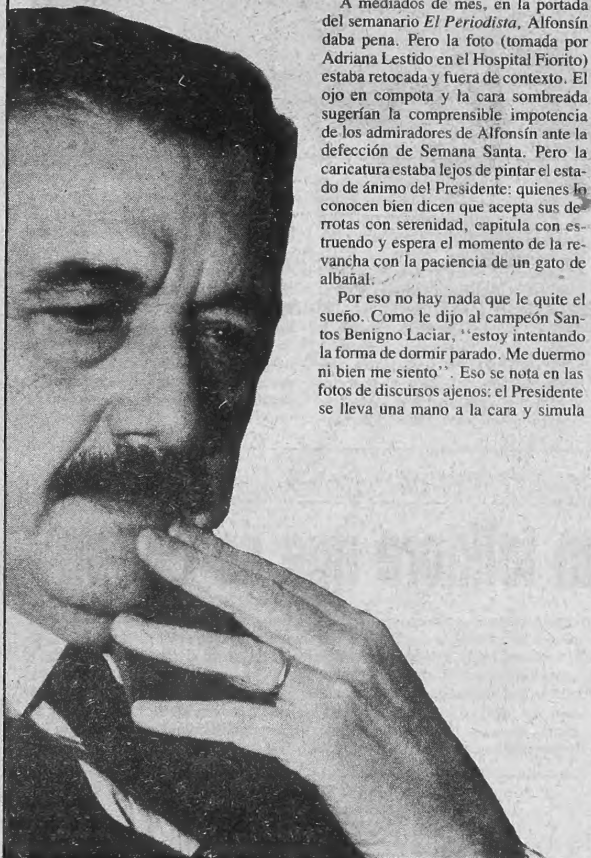 A mediados de mes, en la portada
del semanario El Periodista, Alfonsín
daba pena. Pero la foto (tomada por
Adriana Lestido en el Hospital Fiorito)
estaba retocada y fuera de contexto. El
ojo en compota y la cara sombreada
sugerían la comprensible impotencia
de los admiradores de Alfonsín ante la
defección de Semana Santa. Pero la
caricatura estaba lejos de pintar el esta-
do de ánimo del Presidente: quienes lo
conocen bien dicen que acepta sus de-
rrotas con serenidad, capitula con es-
truendo y espera el momento de la re-
vancha con la paciencia de un gato de
albañal.
Por eso no hay nada que le quite el
sueño. Como le dijo al campeón San-
tos Benigno Laciar, ‘‘estoy intentando
la forma de dormir parado. Me duermo
ni bien me siento’’. Eso se nota en las
fotos de discursos ajenos: el Presidente
se lleva una mano a la cara y simula